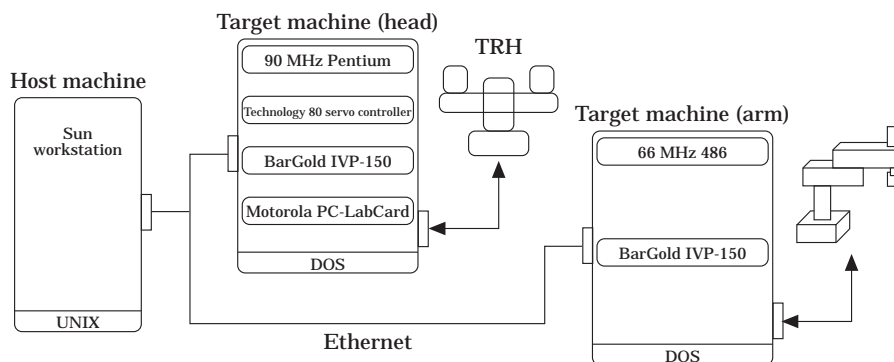 Host machine
Sun
workstation
UNIX
Target machine (head)
90 MHz Pentium
Technology 80 servo controller
BarGold IVP-150
Motorola PC-LabCard
DOS
TRH
Ethernet
Target machine (arm)
66 MHz 486
BarGold IVP-150
DOS